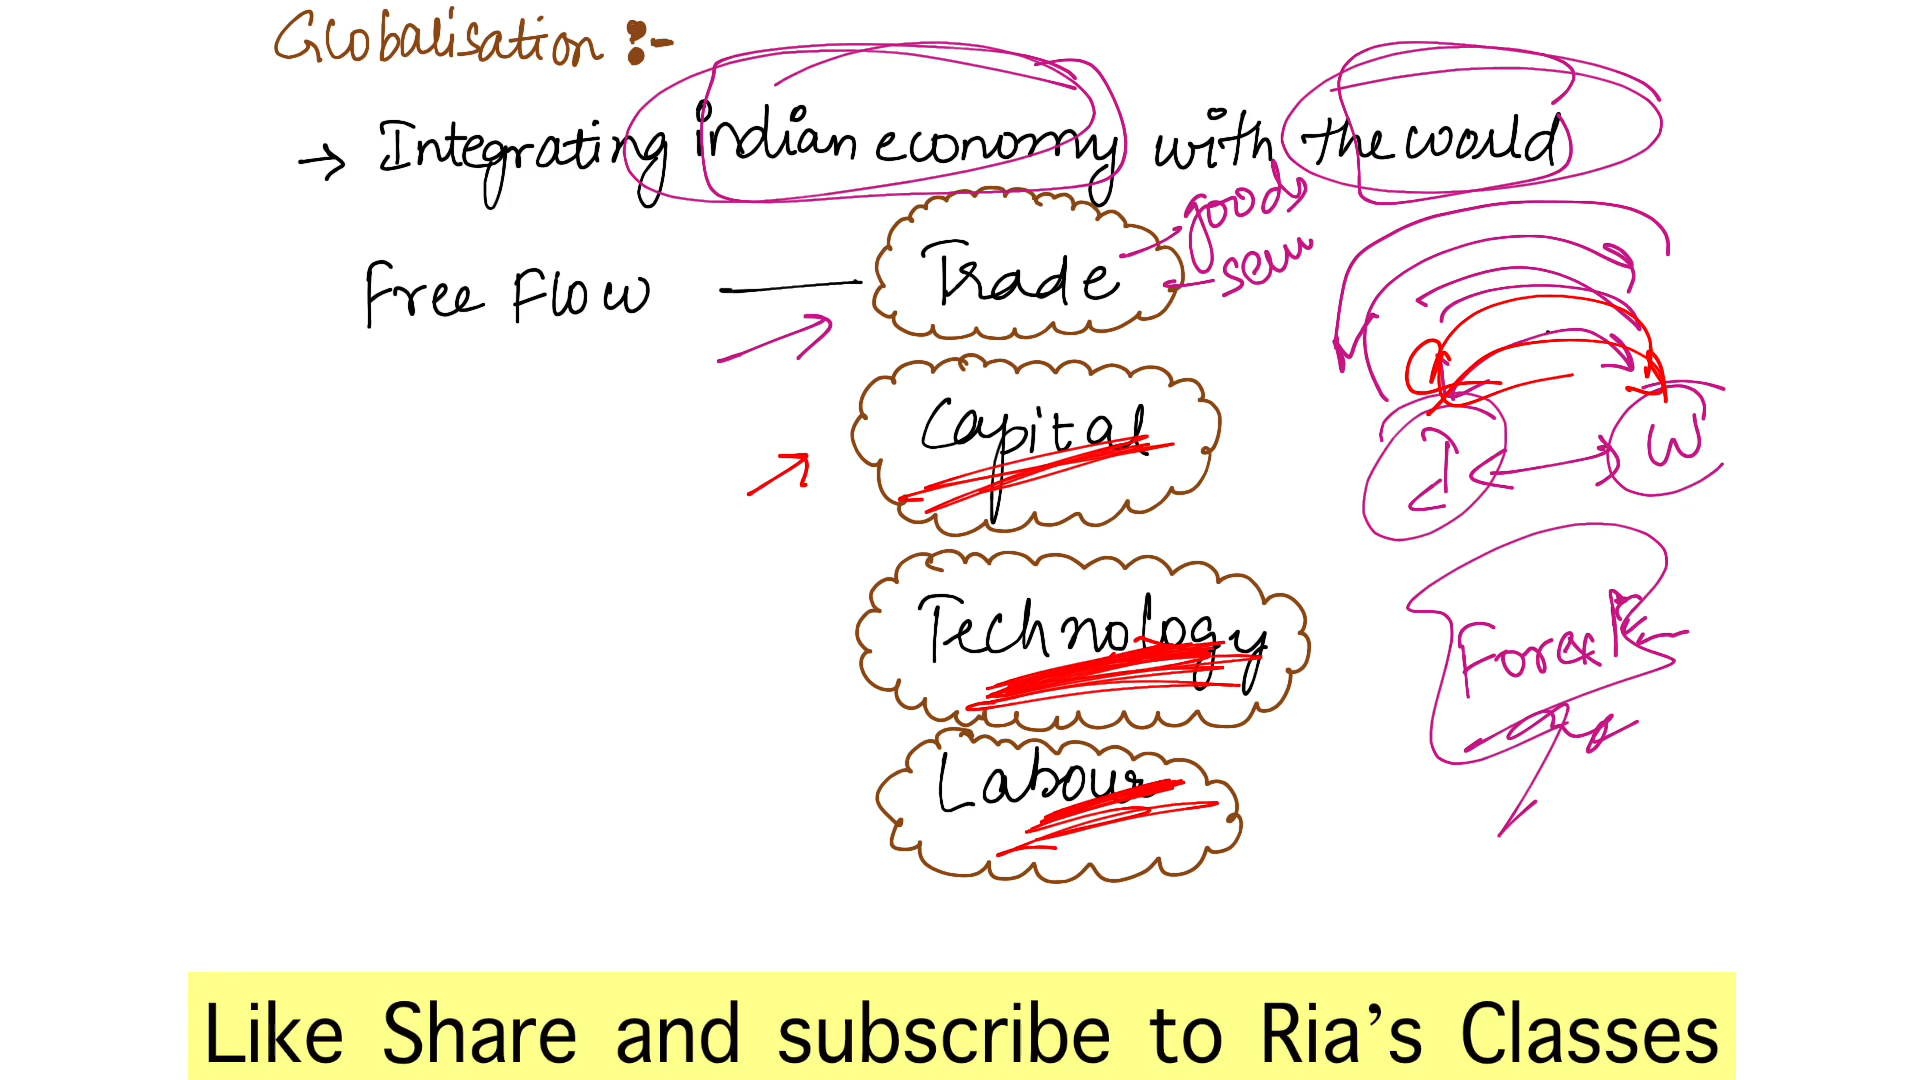 Globalisation :-
→ Integrating indian economy with the world
Free Flow — Trade
goods
Capital
I W
Technology
Forex
Labour
Like Share and subscribe to Ria's Classes